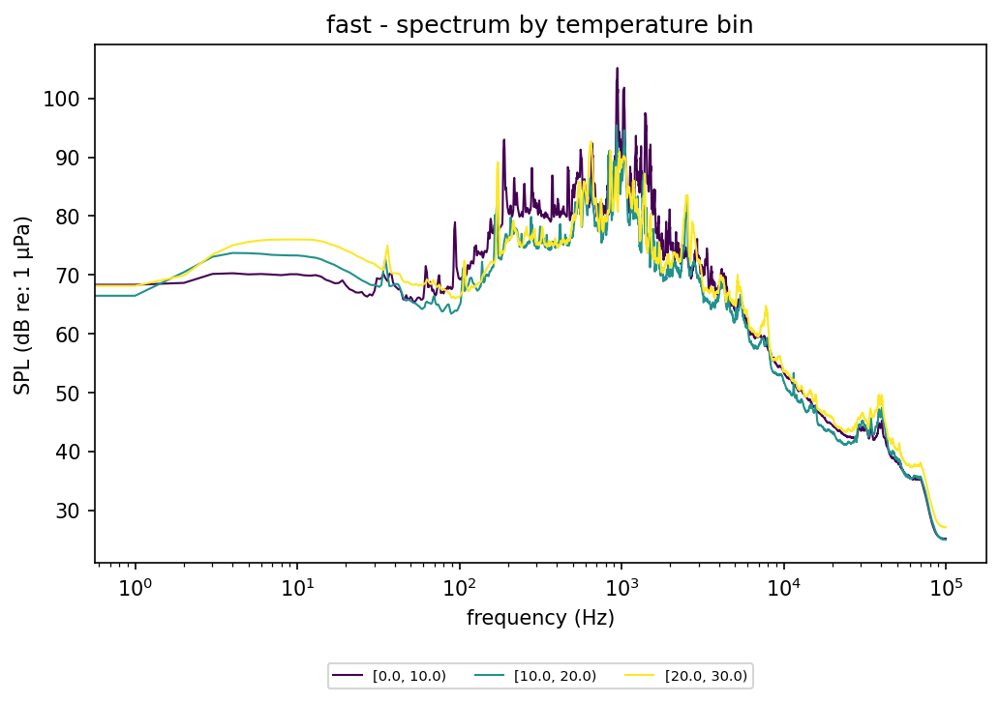 fast - spectrum by temperature bin
SPL (dB re: 1 µPa)
100
90
80
70
60
50
40
30
10⁰ 10¹ 10² 10³ 10⁴ 10⁵
frequency (Hz)
[0.0, 10.0) [10.0, 20.0) [20.0, 30.0)